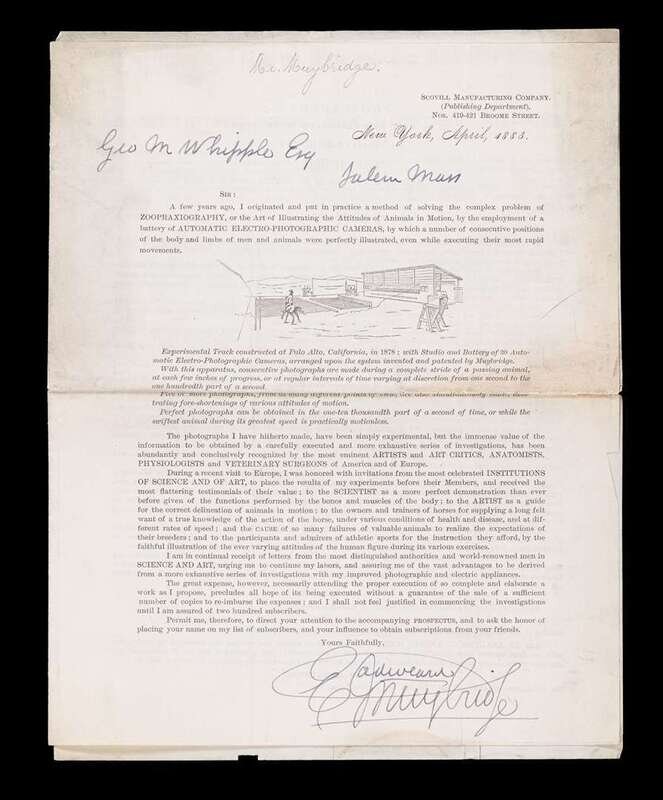 Mr. Muybridge.
Scovill Manufacturing Company.
(Publishing Department),
Nos. 419-421 Broome Street.
New York, April, 1883.
Geo M Whipple Esq
Salem Mass
Sir :
A few years ago, I originated and put in practice a method of solving the complex problem of
ZOOPRAXIOGRAPHY, or the Art of Illustrating the Attitudes of Animals in Motion, by the employment of a
battery of AUTOMATIC ELECTRO-PHOTOGRAPHIC CAMERAS, by which a number of consecutive positions
of the body and limbs of men and animals were perfectly illustrated, even while executing their most rapid
movements.
Experimental Track constructed at Palo Alto, California, in 1878 ; with Studio and Battery of 30 Auto-
matic Electro-Photographic Cameras, arranged upon the system invented and patented by Muybridge.
With this apparatus, consecutive photographs are made during a complete stride of a passing animal,
at each few inches of progress, or at regular intervals of time varying at discretion from one second to the
one hundredth part of a second.
Five or more photographs, from as many different points of view, are also simultaneously made, illus-
trating fore-shortenings of various attitudes of motion.
Perfect photographs can be obtained in the one-ten thousandth part of a second of time, or while the
swiftest animal during its greatest speed is practically motionless.
The photographs I have hitherto made, have been simply experimental, but the immense value of the
information to be obtained by a carefully executed and more exhaustive series of investigations, has been
abundantly and conclusively recognized by the most eminent ARTISTS and ART CRITICS, ANATOMISTS,
PHYSIOLOGISTS and VETERINARY SURGEONS of America and of Europe.
During a recent visit to Europe, I was honored with invitations from the most celebrated INSTITUTIONS
OF SCIENCE AND OF ART, to place the results of my experiments before their Members, and received the
most flattering testimonials of their value ; to the SCIENTIST as a more perfect demonstration than ever
before given of the functions performed by the bones and muscles of the body ; to the ARTIST as a guide
for the correct delineation of animals in motion ; to the owners and trainers of horses for supplying a long felt
want of a true knowledge of the action of the horse, under various conditions of health and disease, and at dif-
ferent rates of speed ; and the CAUSE of so many failures of valuable animals to realize the expectations of
their breeders ; and to the participants and admirers of athletic sports for the instruction they afford, by the
faithful illustration of the ever varying attitudes of the human figure during its various exercises.
I am in continual receipt of letters from the most distinguished authorities and world-renowned men in
SCIENCE AND ART, urging me to continue my labors, and assuring me of the vast advantages to be derived
from a more exhaustive series of investigations with my improved photographic and electric appliances.
The great expense, however, necessarily attending the proper execution of so complete and elaborate a
work as I propose, precludes all hope of its being executed without a guarantee of the sale of a sufficient
number of copies to re-imburse the expenses ; and I shall not feel justified in commencing the investigations
until I am assured of two hundred subscribers.
Permit me, therefore, to direct your attention to the accompanying PROSPECTUS, and to ask the honor of
placing your name on my list of subscribers, and your influence to obtain subscriptions from your friends.
Yours Faithfully,
Eadweard
Muybridge